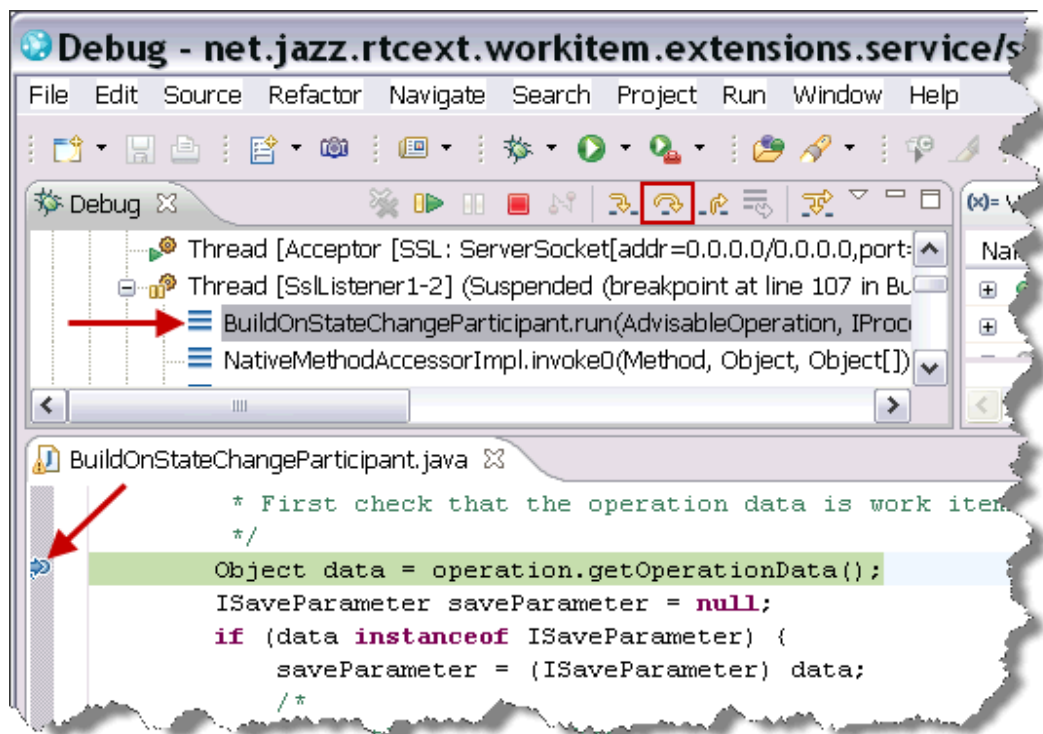 Debug - net.jazz.rtcext.workitem.extensions.service/s
File Edit Source Refactor Navigate Search Project Run Window Help
Debug
(x)=
Thread [Acceptor [SSL: ServerSocket[addr=0.0.0.0/0.0.0.0,port=
Thread [SslListener1-2] (Suspended (breakpoint at line 107 in Bu
BuildOnStateChangeParticipant.run(AdvisableOperation, IProc
NativeMethodAccessorImpl.invoke0(Method, Object, Object[])
BuildOnStateChangeParticipant.java
* First check that the operation data is work item
*/
Object data = operation.getOperationData();
ISaveParameter saveParameter = null;
if (data instanceof ISaveParameter) {
saveParameter = (ISaveParameter) data;
/*